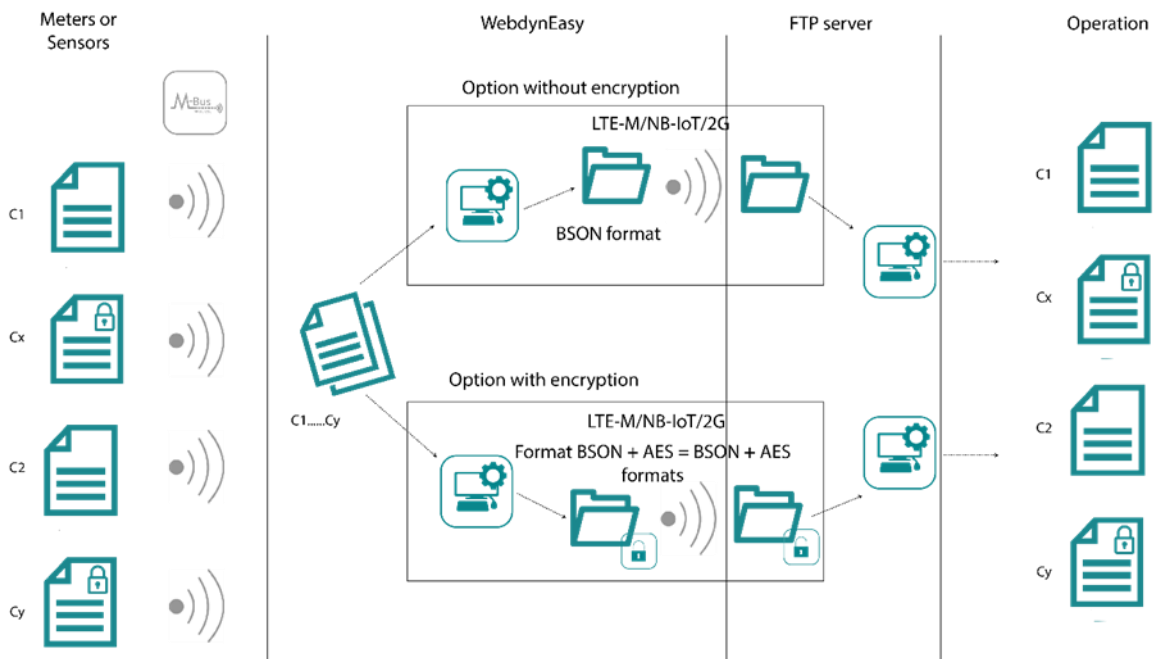 Meters or
Sensors
WebdynEasy
FTP server
Operation
M-Bus
Option without encryption
LTE-M/NB-IoT/2G
BSON format
C1
Cx
C2
Cy
C1......Cy
Option with encryption
LTE-M/NB-IoT/2G
Format BSON + AES = BSON + AES
formats
C1
Cx
C2
Cy